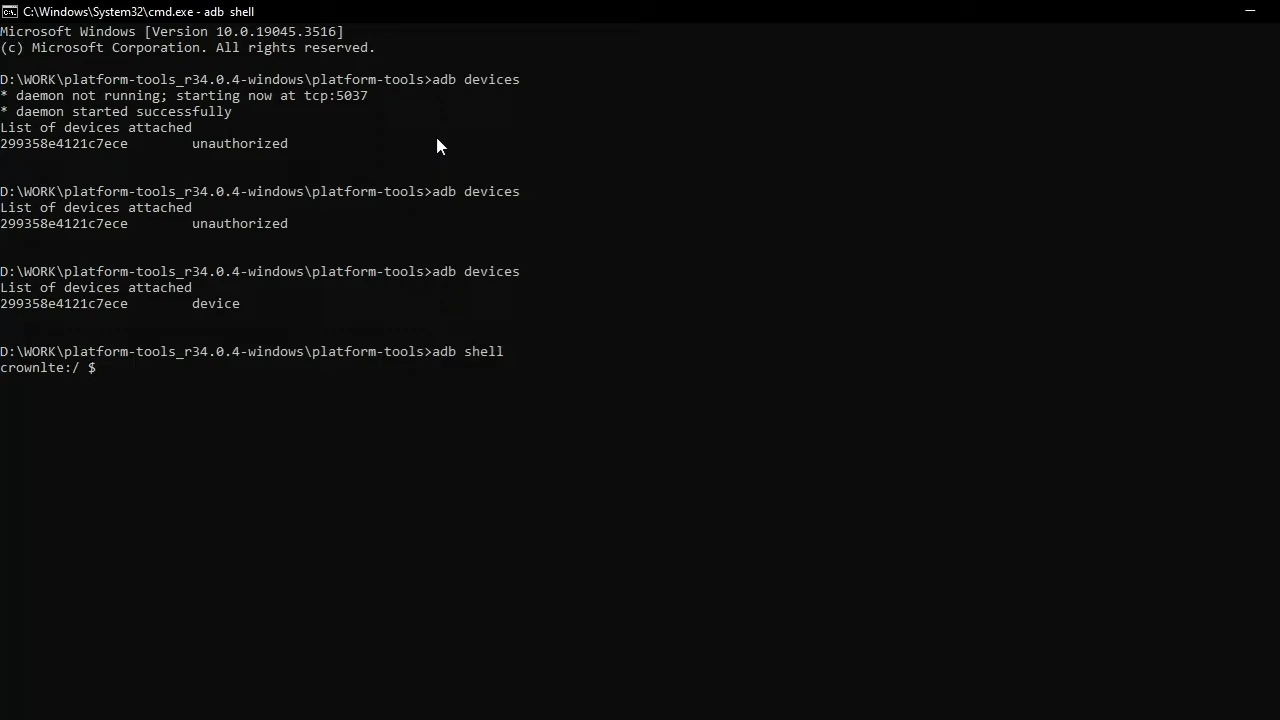 C:\Windows\System32\cmd.exe - adb shell
Microsoft Windows [Version 10.0.19045.3516]
(c) Microsoft Corporation. All rights reserved.
D:\WORK\platform-tools_r34.0.4-windows\platform-tools>adb devices
* daemon not running; starting now at tcp:5037
* daemon started successfully
List of devices attached
299358e4121c7ece        unauthorized
D:\WORK\platform-tools_r34.0.4-windows\platform-tools>adb devices
List of devices attached
299358e4121c7ece        unauthorized
D:\WORK\platform-tools_r34.0.4-windows\platform-tools>adb devices
List of devices attached
299358e4121c7ece        device
D:\WORK\platform-tools_r34.0.4-windows\platform-tools>adb shell
crownlte:/ $